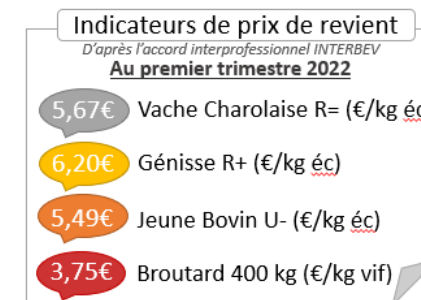 Indicateurs de prix de revient
D'après l'accord interprofessionnel INTERBEV
Au premier trimestre 2022
5,67€ Vache Charolaise R= (€/kg éc
6,20€ Génisse R+ (€/kg éc)
5,49€ Jeune Bovin U- (€/kg éc)
3,75€ Broutard 400 kg (€/kg vif)